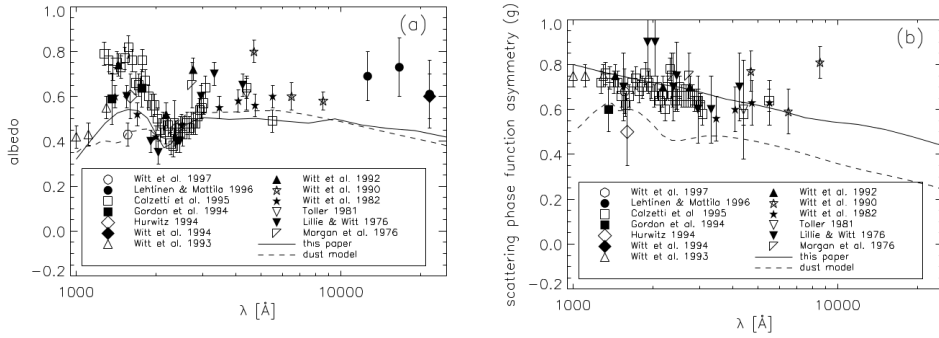 (a)
albedo
1.0
0.8
0.6
0.4
0.2
0.0
−0.2
Witt et al. 1997
Lehtinen & Mattila 1996
Calzetti et al. 1995
Gordon et al. 1994
Hurwitz 1994
Witt et al. 1994
Witt et al. 1993
Witt et al. 1992
Witt et al. 1990
Witt et al. 1982
Toller 1981
Lillie & Witt 1976
Morgan et al. 1976
this paper
dust model
1000
10000
λ [Å]
(b)
scattering phase function asymmetry (g)
1.0
0.8
0.6
0.4
0.2
0.0
−0.2
Witt et al. 1997
Lehtinen & Mattila 1996
Calzetti et al. 1995
Gordon et al. 1994
Hurwitz 1994
Witt et al. 1994
Witt et al. 1993
Witt et al. 1992
Witt et al. 1990
Witt et al. 1982
Toller 1981
Lillie & Witt 1976
Morgan et al. 1976
this paper
dust model
1000
10000
λ [Å]